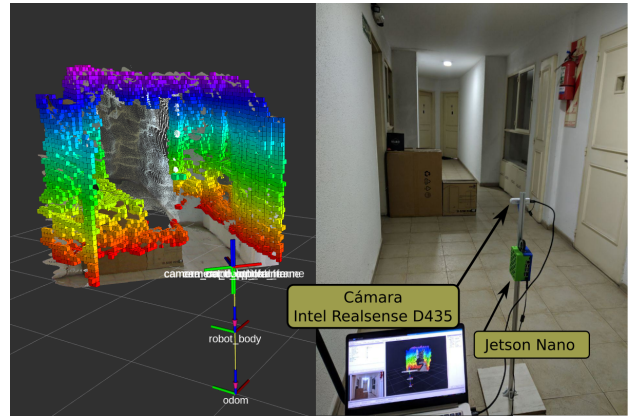 robot_body
odom
Cámara
Intel Realsense D435
Jetson Nano